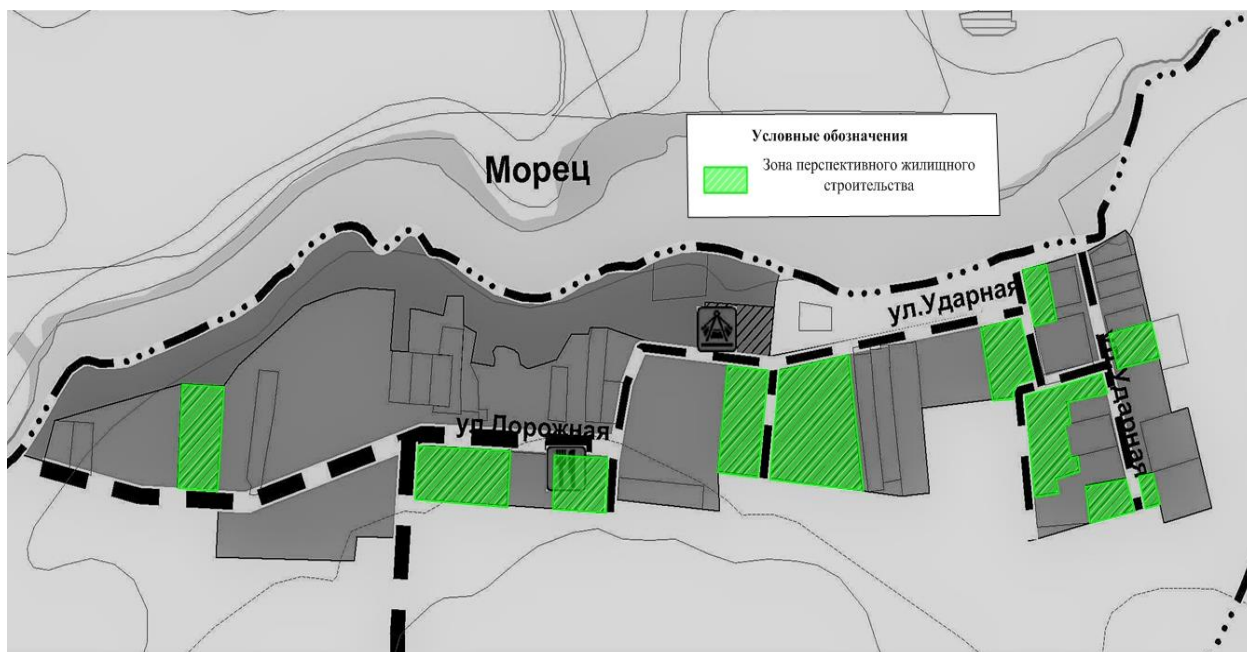 Условные обозначения
Зона перспективного жилищного
строительства
Морец
ул.Ударная
ул.Дорожная
ул.Ударная